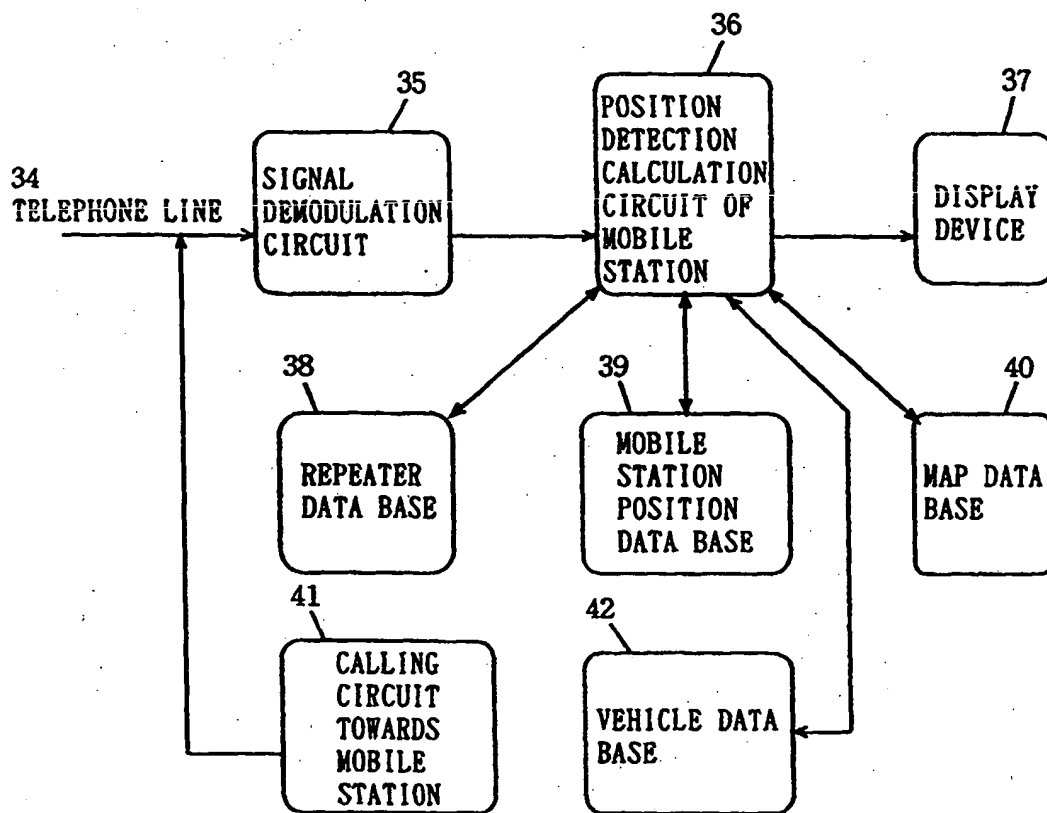 36
35
37
POSITION
DETECTION
CALCULATION
CIRCUIT OF
MOBILE
STATION
34
TELEPHONE LINE
SIGNAL
DEMODULATION
CIRCUIT
DISPLAY
DEVICE
38
39
40
REPEATER
DATA BASE
MOBILE
STATION
POSITION
DATA BASE
MAP DATA
BASE
41
42
CALLING
CIRCUIT
TOWARDS
MOBILE
STATION
VEHICLE DATA
BASE